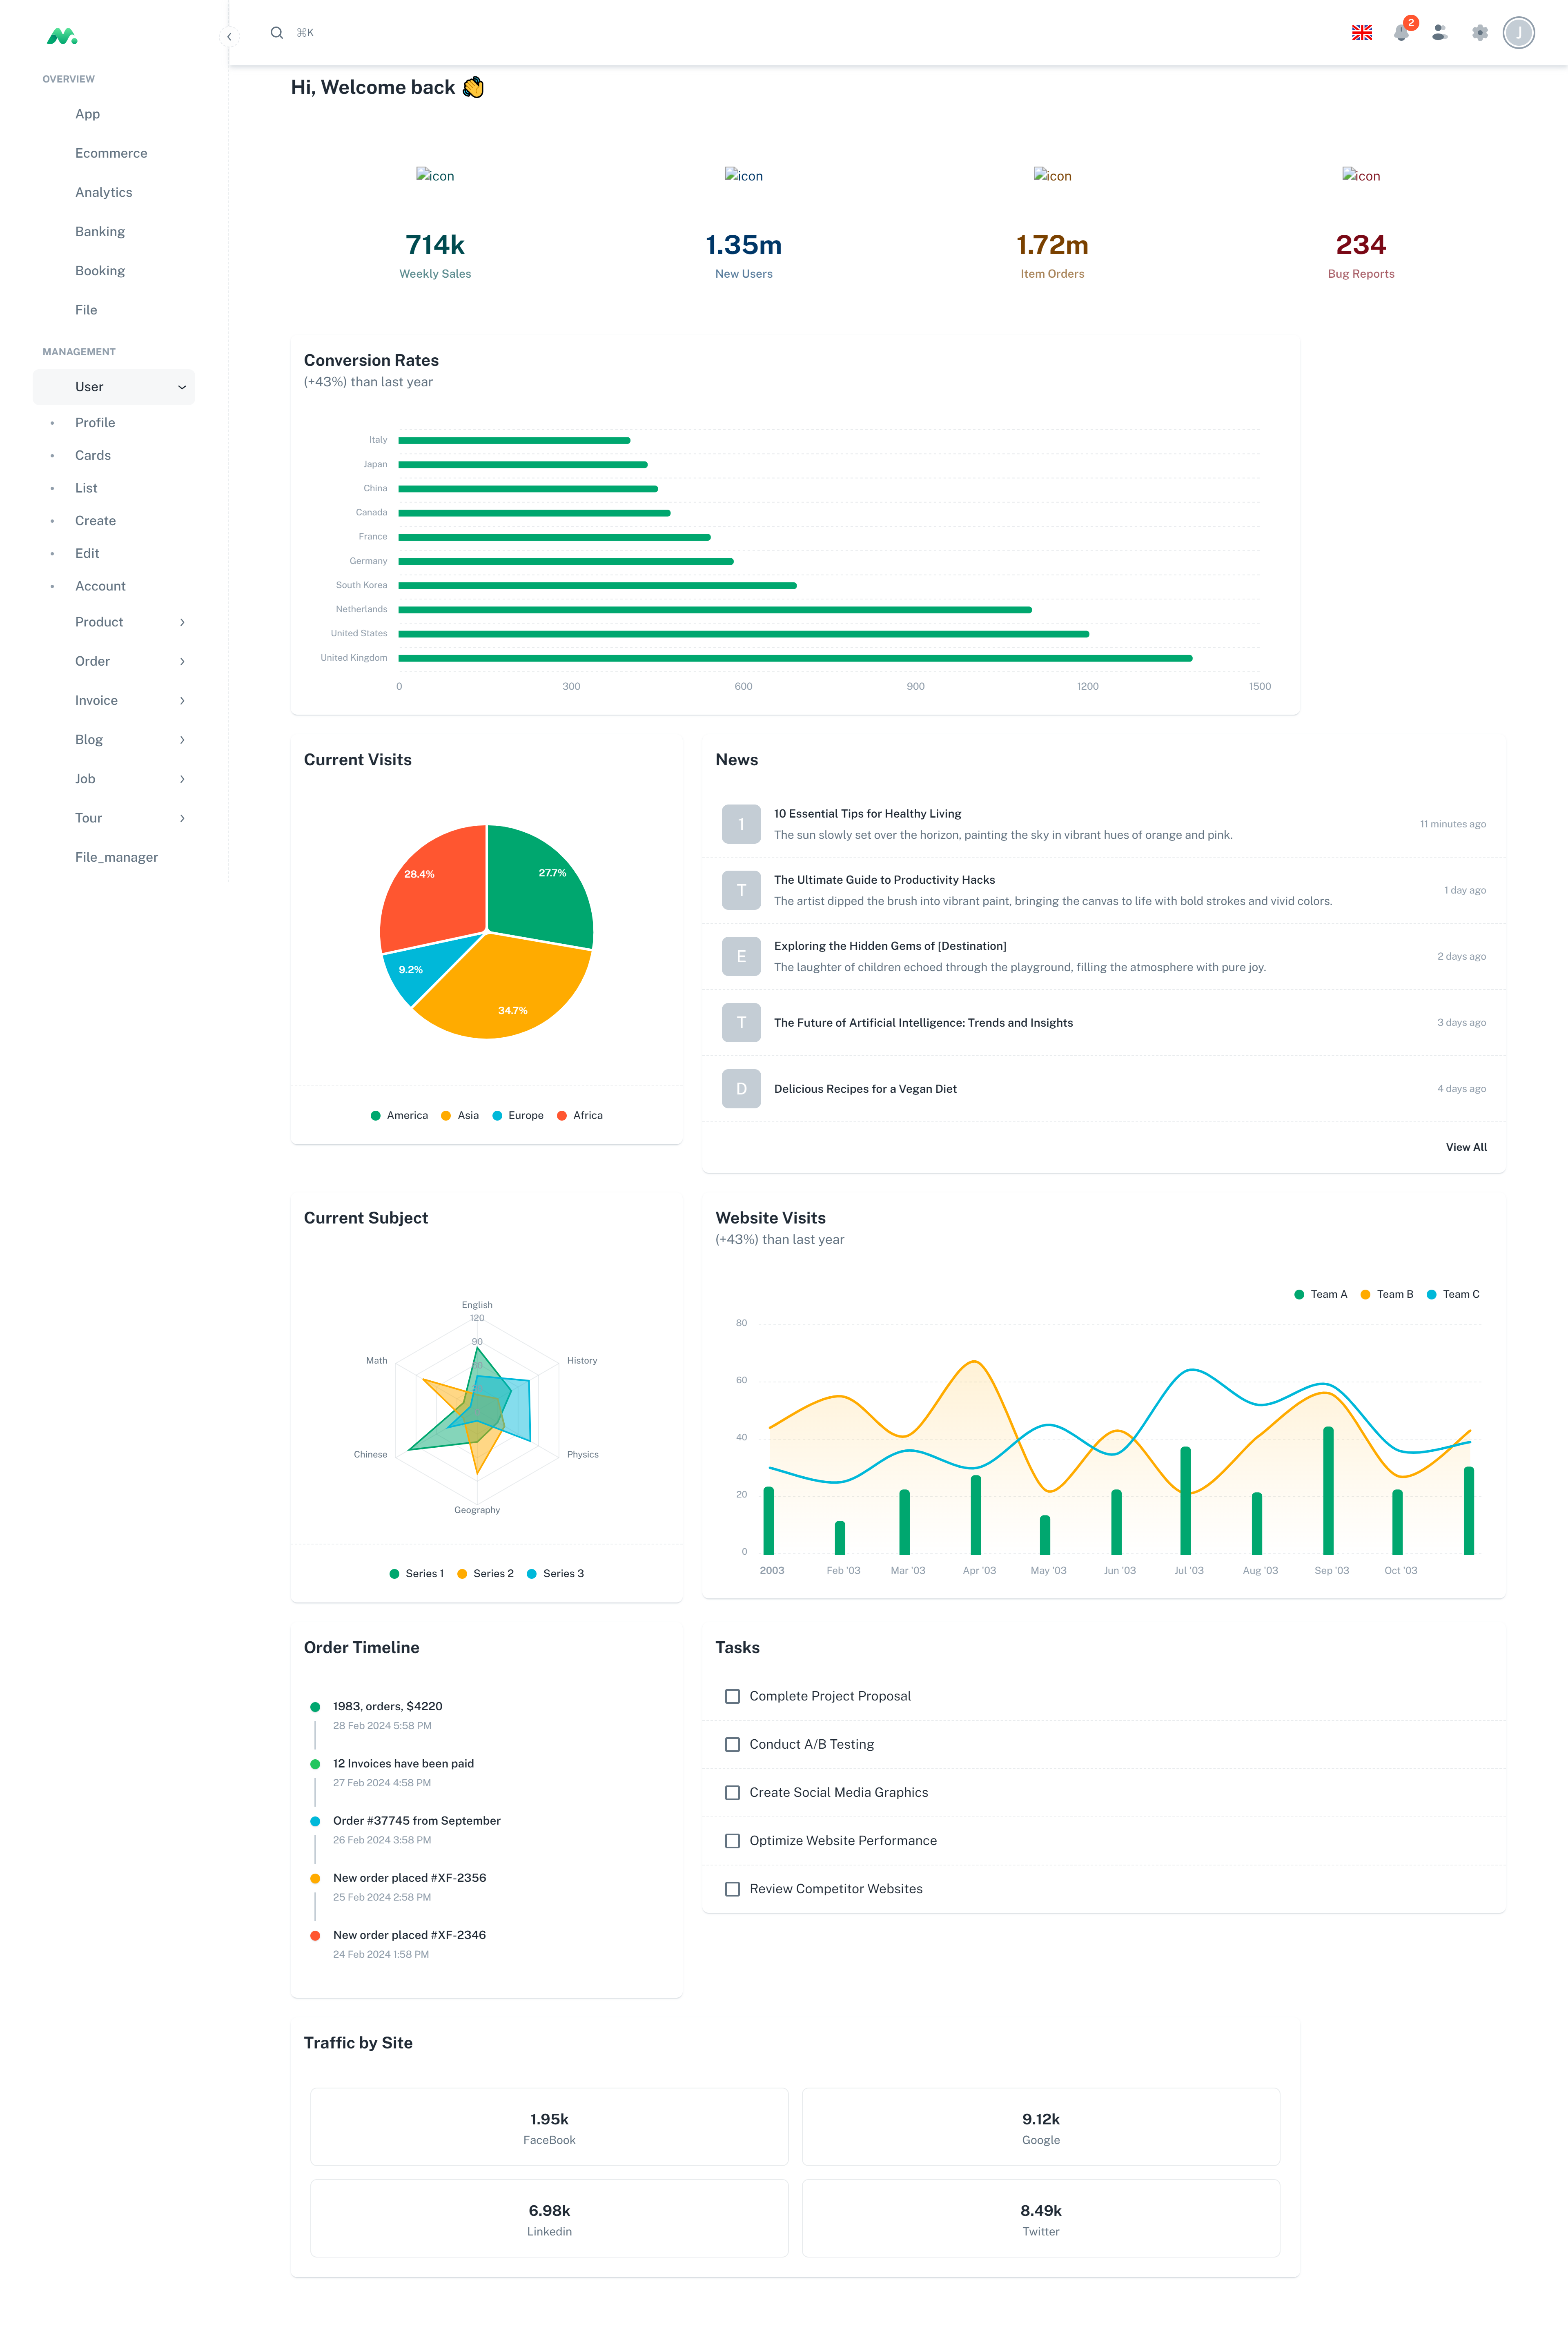 ⌘K
2
J
OVERVIEW
App
Ecommerce
Analytics
Banking
Booking
File
MANAGEMENT
User
Profile
Cards
List
Create
Edit
Account
Product
Order
Invoice
Blog
Job
Tour
File_manager
Hi, Welcome back 👋
icon
714k
Weekly Sales
icon
1.35m
New Users
icon
1.72m
Item Orders
icon
234
Bug Reports
Conversion Rates
(+43%) than last year
Italy
Japan
China
Canada
France
Germany
South Korea
Netherlands
United States
United Kingdom
0 300 600 900 1200 1500
Current Visits
28.4%
27.7%
9.2%
34.7%
America Asia Europe Africa
News
1
10 Essential Tips for Healthy Living
The sun slowly set over the horizon, painting the sky in vibrant hues of orange and pink.
11 minutes ago
T
The Ultimate Guide to Productivity Hacks
The artist dipped the brush into vibrant paint, bringing the canvas to life with bold strokes and vivid colors.
1 day ago
E
Exploring the Hidden Gems of [Destination]
The laughter of children echoed through the playground, filling the atmosphere with pure joy.
2 days ago
T
The Future of Artificial Intelligence: Trends and Insights
3 days ago
D
Delicious Recipes for a Vegan Diet
4 days ago
View All
Current Subject
English
120
90
60
Math
History
Chinese
Physics
Geography
Series 1 Series 2 Series 3
Website Visits
(+43%) than last year
Team A Team B Team C
80
60
40
20
0
2003 Feb '03 Mar '03 Apr '03 May '03 Jun '03 Jul '03 Aug '03 Sep '03 Oct '03
Order Timeline
1983, orders, $4220
28 Feb 2024 5:58 PM
12 Invoices have been paid
27 Feb 2024 4:58 PM
Order #37745 from September
26 Feb 2024 3:58 PM
New order placed #XF-2356
25 Feb 2024 2:58 PM
New order placed #XF-2346
24 Feb 2024 1:58 PM
Tasks
Complete Project Proposal
Conduct A/B Testing
Create Social Media Graphics
Optimize Website Performance
Review Competitor Websites
Traffic by Site
1.95k
FaceBook
9.12k
Google
6.98k
Linkedin
8.49k
Twitter